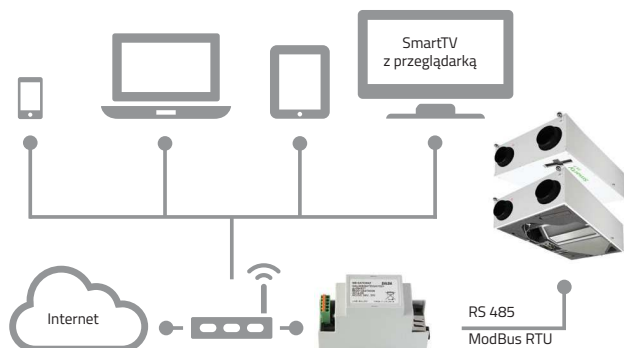 SmartTV
z przeglądarką
Internet
RS 485
ModBus RTU